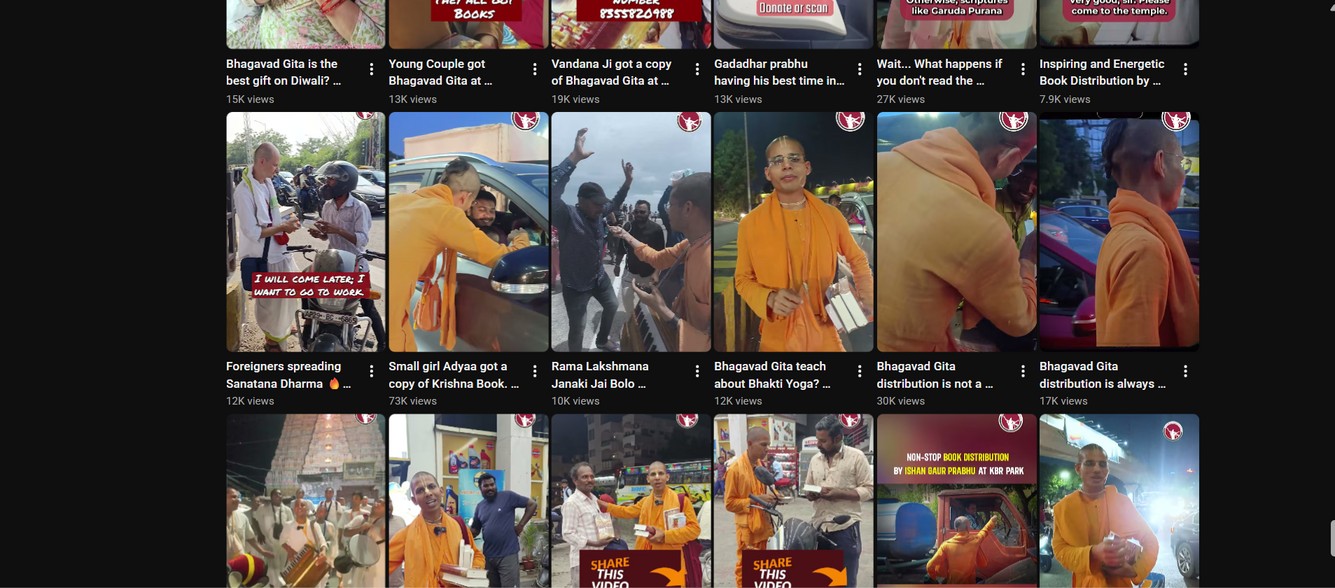 THEY ALL GOT
BOOKS
NUMBER
8355820988
Donate or scan
Otherwise, scriptures
like Garuda Purana
Very good, sir. Please
come to the temple.
Bhagavad Gita is the
best gift on Diwali? ...
15K views
Young Couple got
Bhagavad Gita at ...
13K views
Vandana Ji got a copy
of Bhagavad Gita at ...
19K views
Gadadhar prabhu
having his best time in...
13K views
Wait... What happens if
you don't read the ...
27K views
Inspiring and Energetic
Book Distribution by ...
7.9K views
I WILL COME LATER; I
WANT TO GO TO WORK.
Foreigners spreading
Sanatana Dharma 🔥 ...
12K views
Small girl Adyaa got a
copy of Krishna Book. ...
73K views
Rama Lakshmana
Janaki Jai Bolo ...
10K views
Bhagavad Gita teach
about Bhakti Yoga? ...
12K views
Bhagavad Gita
distribution is not a ...
30K views
Bhagavad Gita
distribution is always ...
17K views
SHARE
THIS
VIDEO
SHARE
THIS
VIDEO
NON-STOP BOOK DISTRIBUTION
BY ISHAN GAUR PRABHU AT KBR PARK